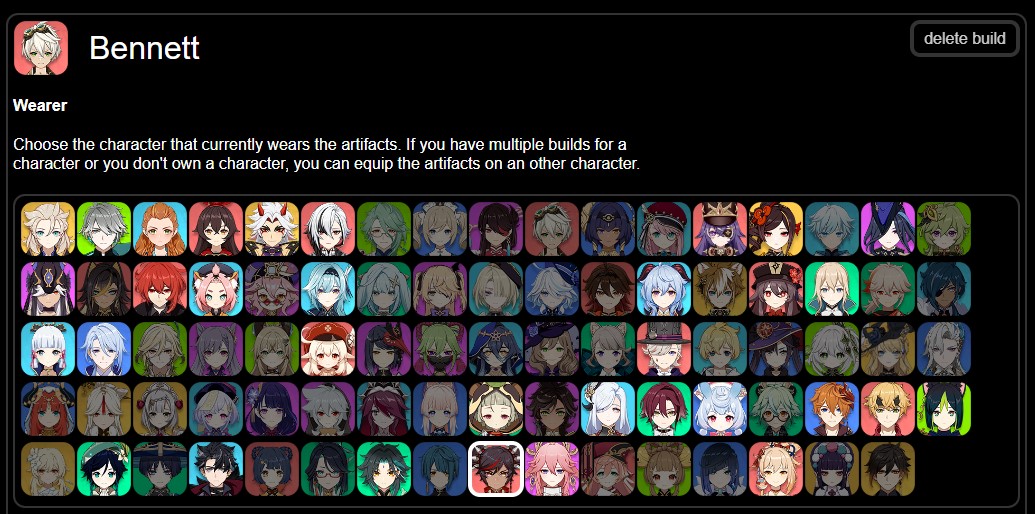 Bennett
delete build
Wearer
Choose the character that currently wears the artifacts. If you have multiple builds for a
character or you don't own a character, you can equip the artifacts on an other character.